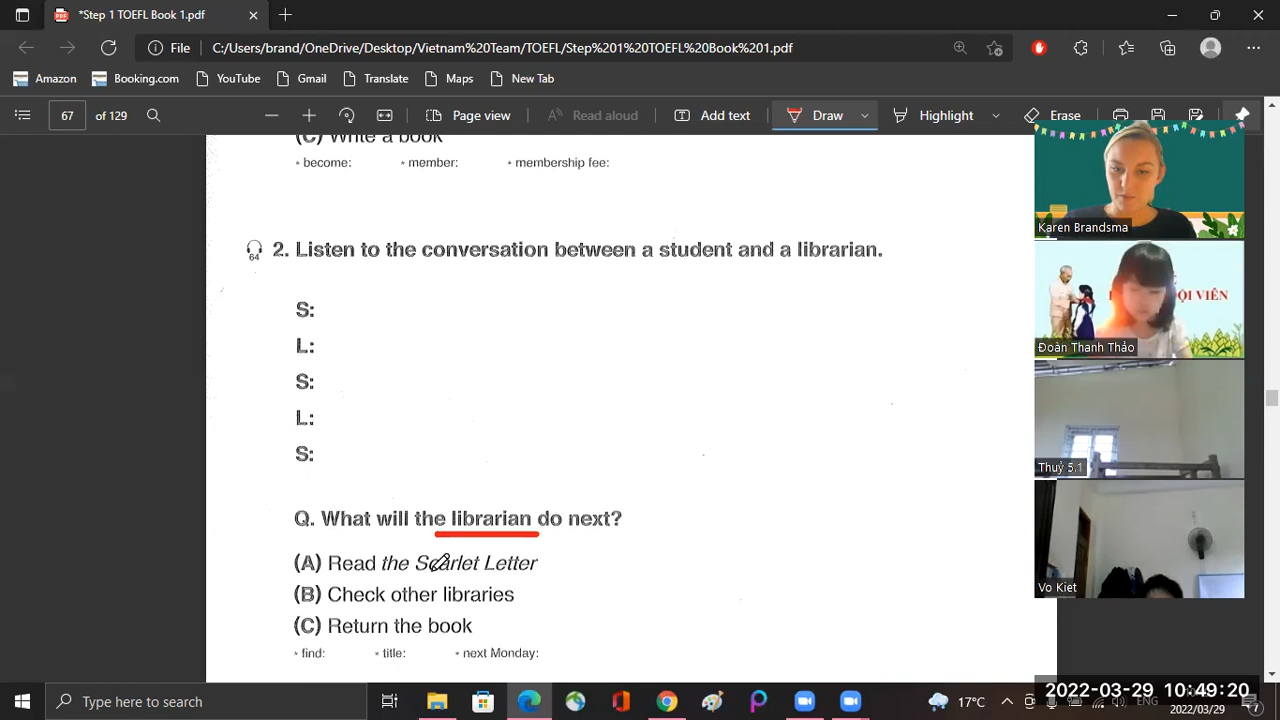 *Step 1 TOEFL Book 1.pdf
File
C:/Users/brand/OneDrive/Desktop/Vietnam%20Team/TOEFL/Step%201%20TOEFL%20Book%201.pdf
Amazon
Booking.com
YouTube
Gmail
Translate
Maps
New Tab
67 of 129
Page view
Read aloud
Add text
Draw
Highlight
Erase
(C) Write a book
* become: * member: * membership fee:
64
2. Listen to the conversation between a student and a librarian.
S:
L:
S:
L:
S:
Q. What will the librarian do next?
(A) Read the Scarlet Letter
(B) Check other libraries
(C) Return the book
* find: * title: * next Monday:
Karen Brandsma
ỘI VIÊN
Đoàn Thanh Thảo
Thuỷ 5.1
Vo Kiet
Type here to search
17°C
ENG
2022-03-29 10:49:20
2022/03/29
7